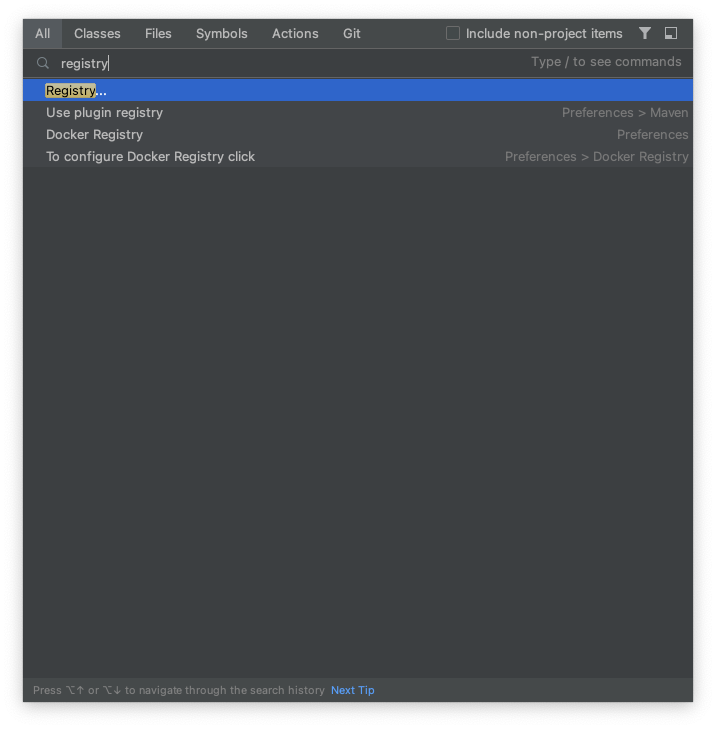 All Classes Files Symbols Actions Git Include non-project items
registry Type / to see commands
Registry...
Use plugin registry Preferences > Maven
Docker Registry Preferences
To configure Docker Registry click Preferences > Docker Registry
Press ⌥↑ or ⌥↓ to navigate through the search history Next Tip